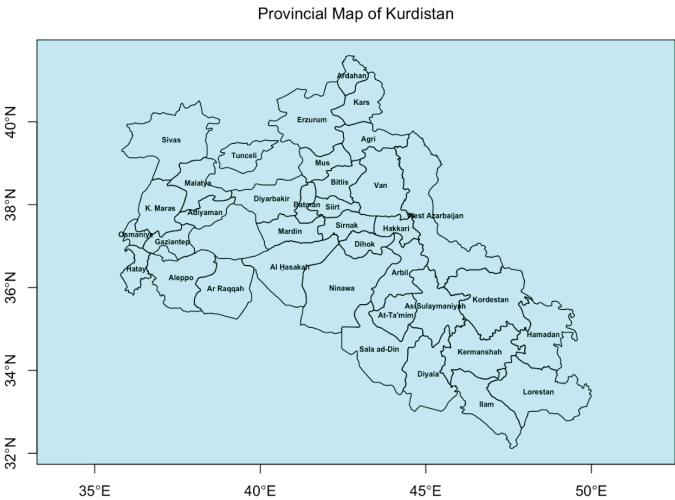 Provincial Map of Kurdistan
40°N
38°N
36°N
34°N
32°N
Ardahan
Kars
Erzurum
Sivas
Agri
Tunceli
Mus
Malatya
Bitlis
Van
Diyarbakir
Batman
Siirt
K. Maras
Adiyaman
West Azarbaijan
Sirnak
Hakkari
Mardin
Osmaniye
Gaziantep
Dihok
Hatay
Al Ḥasakah
Arbil
Aleppo
Ar Raqqah
Ninawa
Kordestan
As-Sulaymaniyah
At-Ta'mim
Hamadan
Sala ad-Din
Kermanshah
Diyala
Lorestan
Ilam
35°E
40°E
45°E
50°E